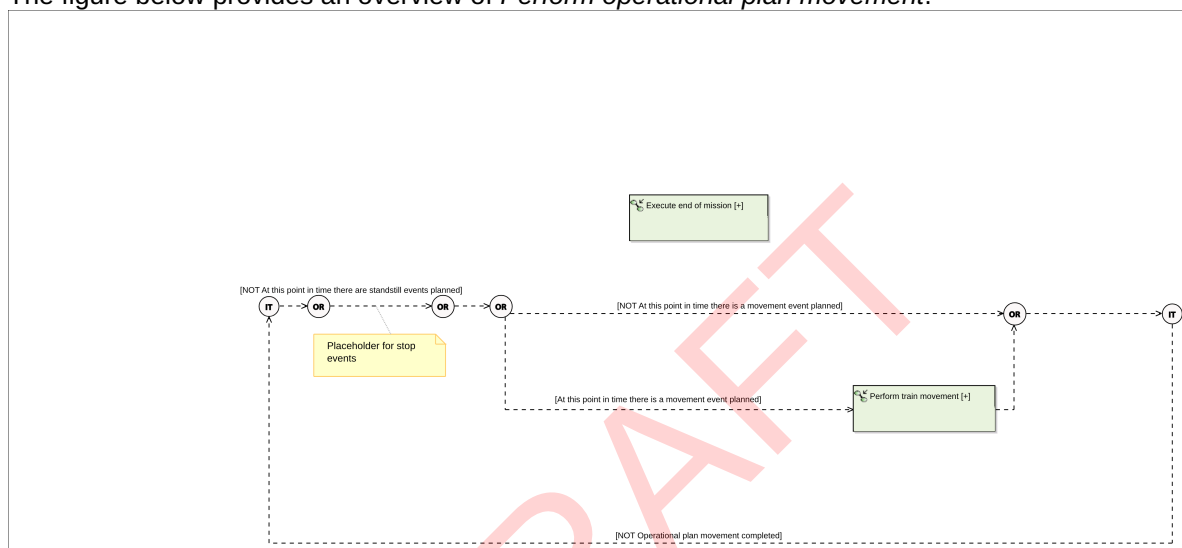 The figure below provides an overview of Perform operational plan movement.
Execute end of mission [+]
[NOT At this point in time there are standstill events planned]
IT
OR
OR
OR
[NOT At this point in time there is a movement event planned]
OR
IT
Placeholder for stop
events
[At this point in time there is a movement event planned]
Perform train movement [+]
[NOT Operational plan movement completed]
RAFT